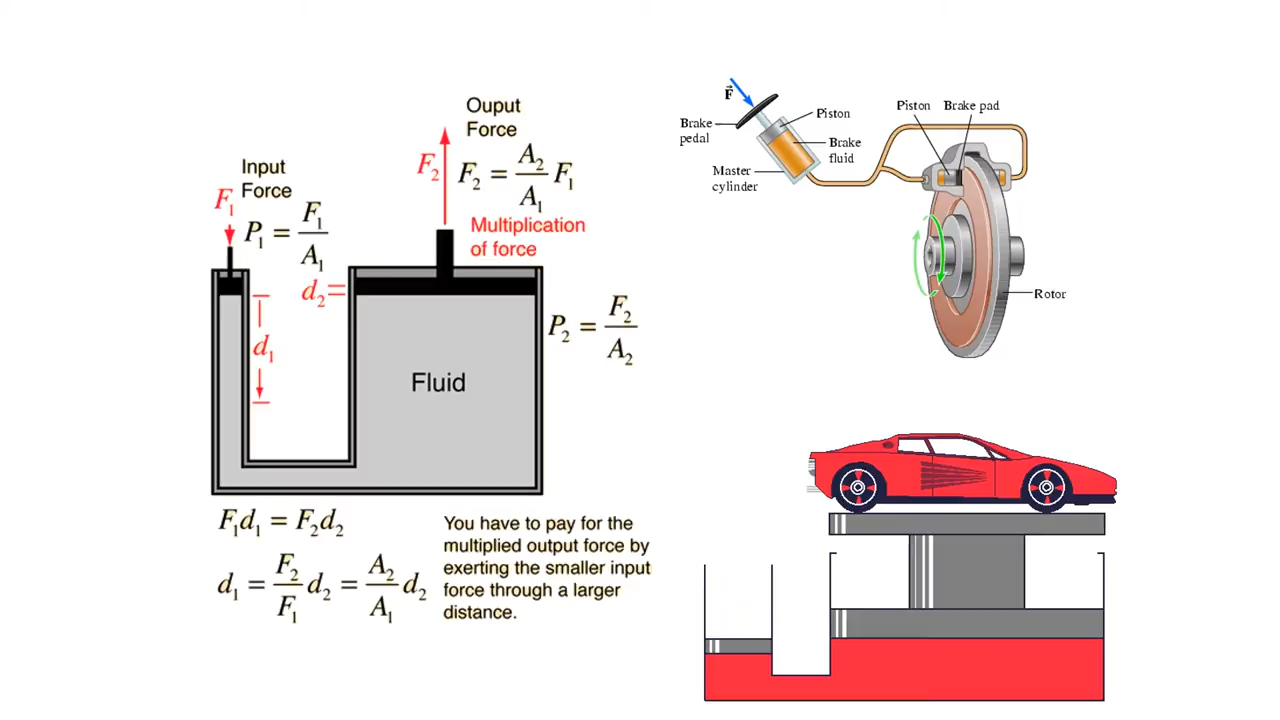 Input
Force
F₁
P₁ = F₁/A₁
Ouput
Force
F₂
F₂ = A₂/A₁ F₁
Multiplication
of force
d₂=
d₁
P₂ = F₂/A₂
Fluid
F₁d₁ = F₂d₂
d₁ = F₂/F₁ d₂ = A₂/A₁ d₂
You have to pay for the
multiplied output force by
exerting the smaller input
force through a larger
distance.
F⃗
Brake
pedal
Piston
Brake
fluid
Master
cylinder
Piston
Brake pad
Rotor